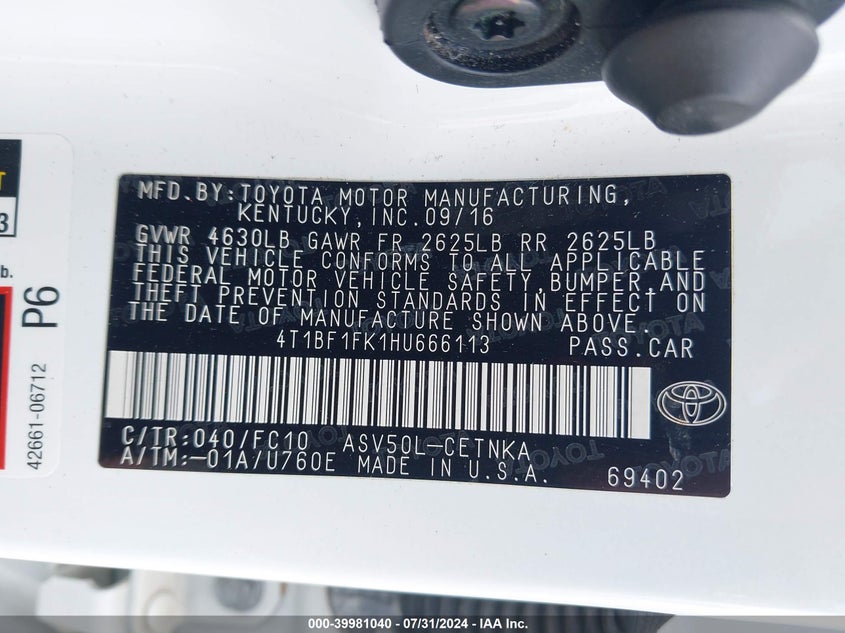 MFD. BY: TOYOTA MOTOR MANUFACTURING,
KENTUCKY, INC. 09/16
GVWR 4630LB GAWR FR 2625LB RR 2625LB
THIS VEHICLE CONFORMS TO ALL APPLICABLE
FEDERAL MOTOR VEHICLE SAFETY, BUMPER, AND
THEFT PREVENTION STANDARDS IN EFFECT ON
THE DATE OF MANUFACTURE SHOWN ABOVE.
4T1BF1FK1HU666113 PASS. CAR
C/TR: 040/FC10 ASV50L-CETNKA
A/TM: -01A/U760E MADE IN U.S.A.
69402
T
3
b.
P6
42661-06712
000-39981040 / 07/31/2024 - IAA Inc.